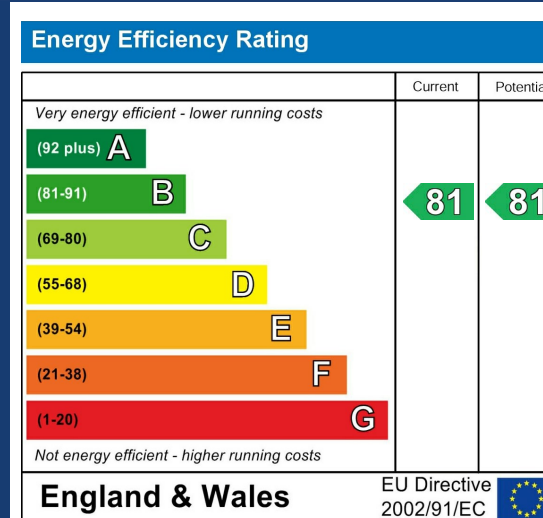 Energy Efficiency Rating
Current Potentia
Very energy efficient - lower running costs
(92 plus) A
(81-91) B 81 81
(69-80) C
(55-68) D
(39-54) E
(21-38) F
(1-20) G
Not energy efficient - higher running costs
England & Wales
EU Directive
2002/91/EC